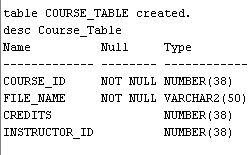 table COURSE_TABLE created.
desc Course_Table
Name          Null     Type
------------- -------- ------------
COURSE_ID     NOT NULL NUMBER(38)
FILE_NAME     NOT NULL VARCHAR2(50)
CREDITS                NUMBER(38)
INSTRUCTOR_ID          NUMBER(38)